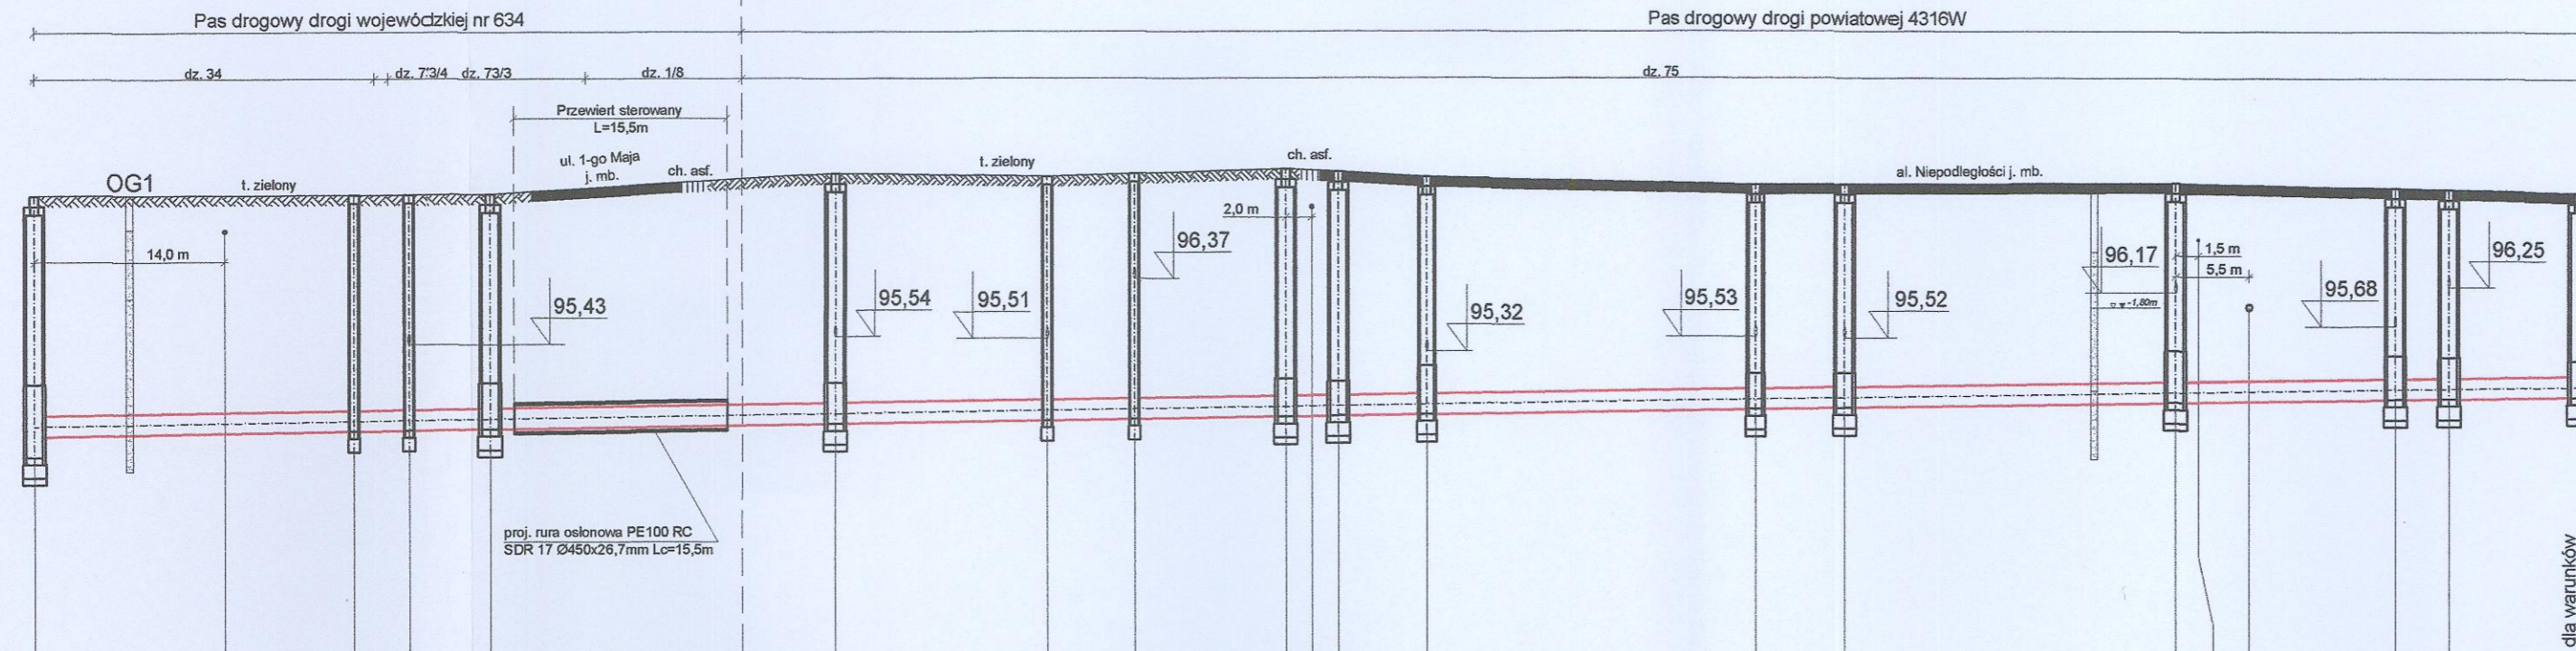 Pas drogowy drogi wojewódzkiej nr 634
Pas drogowy drogi powiatowej 4316W
dz. 34
dz. 73/4
dz. 73/3
dz. 1/8
dz. 75
Przewiert sterowany
L=15,5m
ul. 1-go Maja
j. mb.
ch. asf.
OG1
t. zielony
t. zielony
ch. asf.
al. Niepodległości j. mb.
14,0 m
95,43
95,54
95,51
96,37
2,0 m
95,32
95,53
95,52
96,17
-1,80m
1,5 m
5,5 m
95,68
96,25
proj. rura osłonowa PE100 RC
SDR 17 Ø450x26,7mm Lc=15,5m
dla warunków